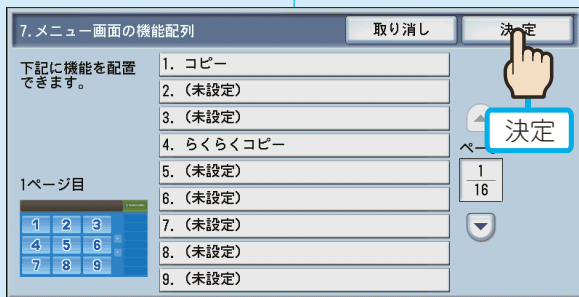 7.メニュー画面の機能配列
取り消し
決定
下記に機能を配置
できます。
1. コピー
2. (未設定)
3. (未設定)
4. らくらくコピー
5. (未設定)
6. (未設定)
7. (未設定)
8. (未設定)
9. (未設定)
決定
1
16
1ページ目
1 2 3
4 5 6
7 8 9